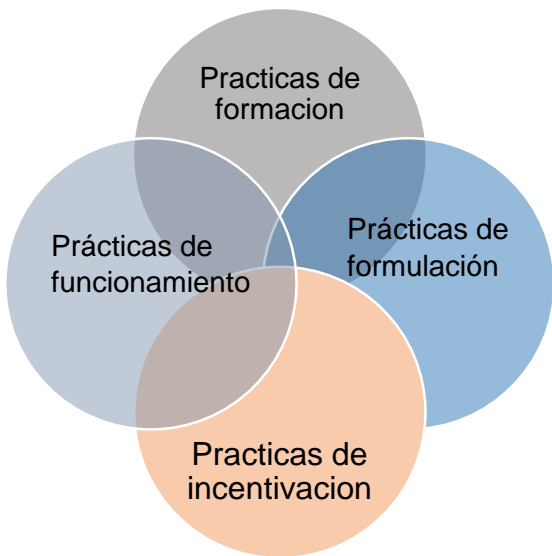 Practicas de
formacion
Prácticas de
funcionamiento
Prácticas de
formulación
Practicas de
incentivacion